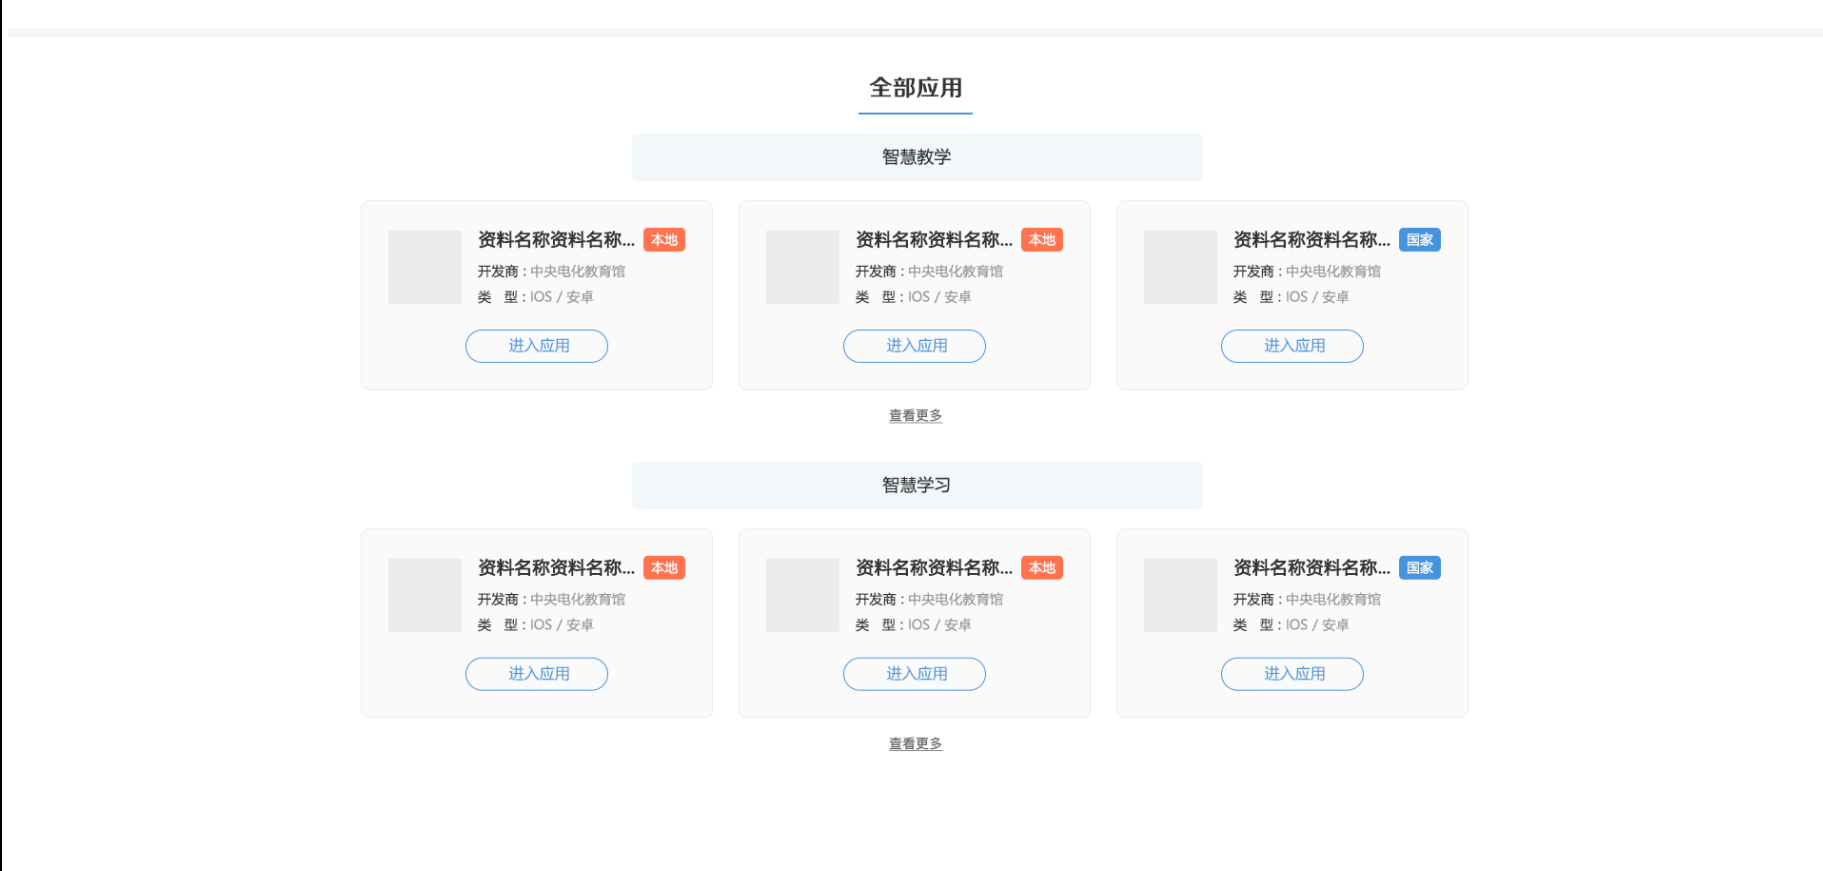 全部应用
智慧教学
资料名称资料名称... 本地
开发商 : 中央电化教育馆
类 型 : IOS / 安卓
进入应用
资料名称资料名称... 本地
开发商 : 中央电化教育馆
类 型 : IOS / 安卓
进入应用
资料名称资料名称... 国家
开发商 : 中央电化教育馆
类 型 : IOS / 安卓
进入应用
查看更多
智慧学习
资料名称资料名称... 本地
开发商 : 中央电化教育馆
类 型 : IOS / 安卓
进入应用
资料名称资料名称... 本地
开发商 : 中央电化教育馆
类 型 : IOS / 安卓
进入应用
资料名称资料名称... 国家
开发商 : 中央电化教育馆
类 型 : IOS / 安卓
进入应用
查看更多